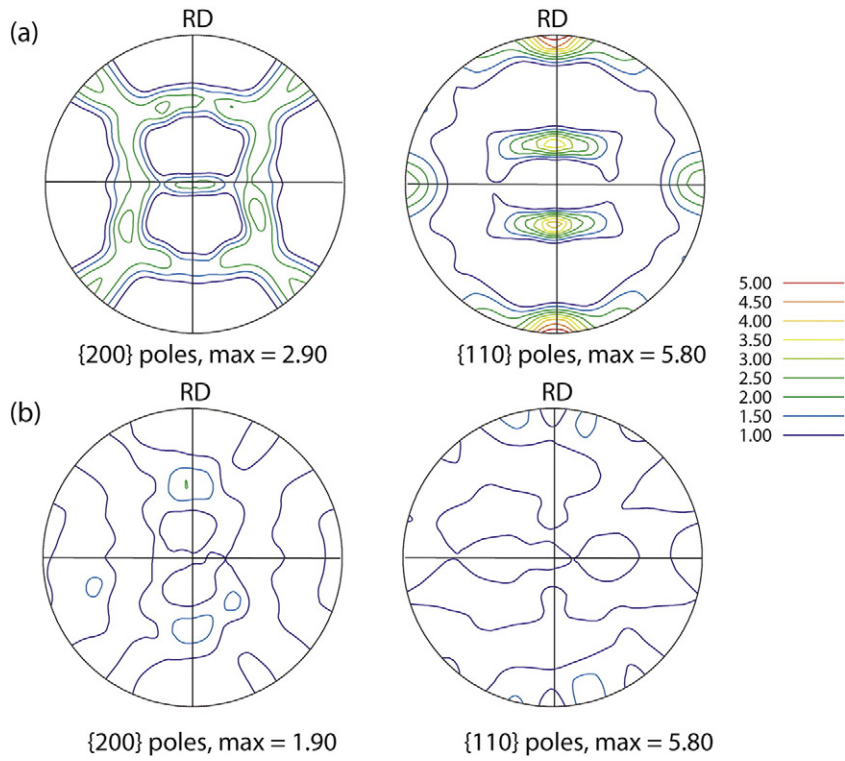 (a)
RD
RD
{200} poles, max = 2.90
{110} poles, max = 5.80
5.00
4.50
4.00
3.50
3.00
2.50
2.00
1.50
1.00
(b)
RD
RD
{200} poles, max = 1.90
{110} poles, max = 5.80